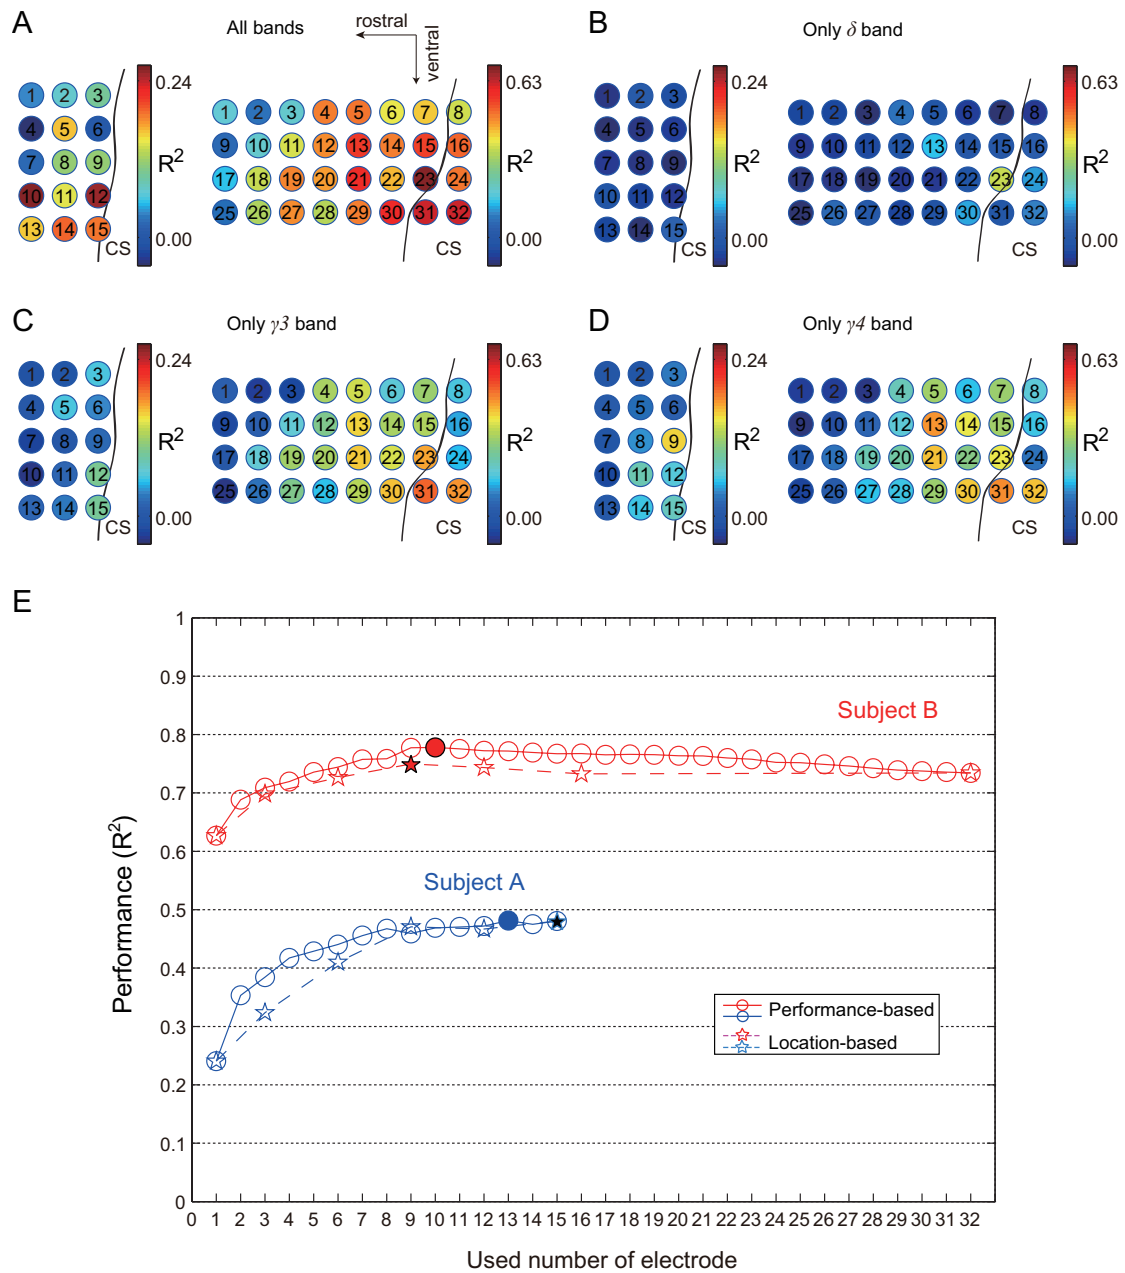 A
All bands
rostral
ventral
1 2 3
4 5 6
7 8 9
10 11 12
13 14 15
CS
0.24
R²
0.00
1 2 3 4 5 6 7 8
9 10 11 12 13 14 15 16
17 18 19 20 21 22 23 24
25 26 27 28 29 30 31 32
CS
0.63
R²
0.00
B
Only δ band
1 2 3
4 5 6
7 8 9
10 11 12
13 14 15
CS
0.24
R²
0.00
1 2 3 4 5 6 7 8
9 10 11 12 13 14 15 16
17 18 19 20 21 22 23 24
25 26 27 28 29 30 31 32
CS
0.63
R²
0.00
C
Only γ3 band
1 2 3
4 5 6
7 8 9
10 11 12
13 14 15
CS
0.24
R²
0.00
1 2 3 4 5 6 7 8
9 10 11 12 13 14 15 16
17 18 19 20 21 22 23 24
25 26 27 28 29 30 31 32
CS
0.63
R²
0.00
D
Only γ4 band
1 2 3
4 5 6
7 8 9
10 11 12
13 14 15
CS
0.24
R²
0.00
1 2 3 4 5 6 7 8
9 10 11 12 13 14 15 16
17 18 19 20 21 22 23 24
25 26 27 28 29 30 31 32
CS
0.63
R²
0.00
E
Performance (R²)
1
0.9
0.8
0.7
0.6
0.5
0.4
0.3
0.2
0.1
0
Subject B
Subject A
Performance-based
Location-based
0 1 2 3 4 5 6 7 8 9 10 11 12 13 14 15 16 17 18 19 20 21 22 23 24 25 26 27 28 29 30 31 32
Used number of electrode